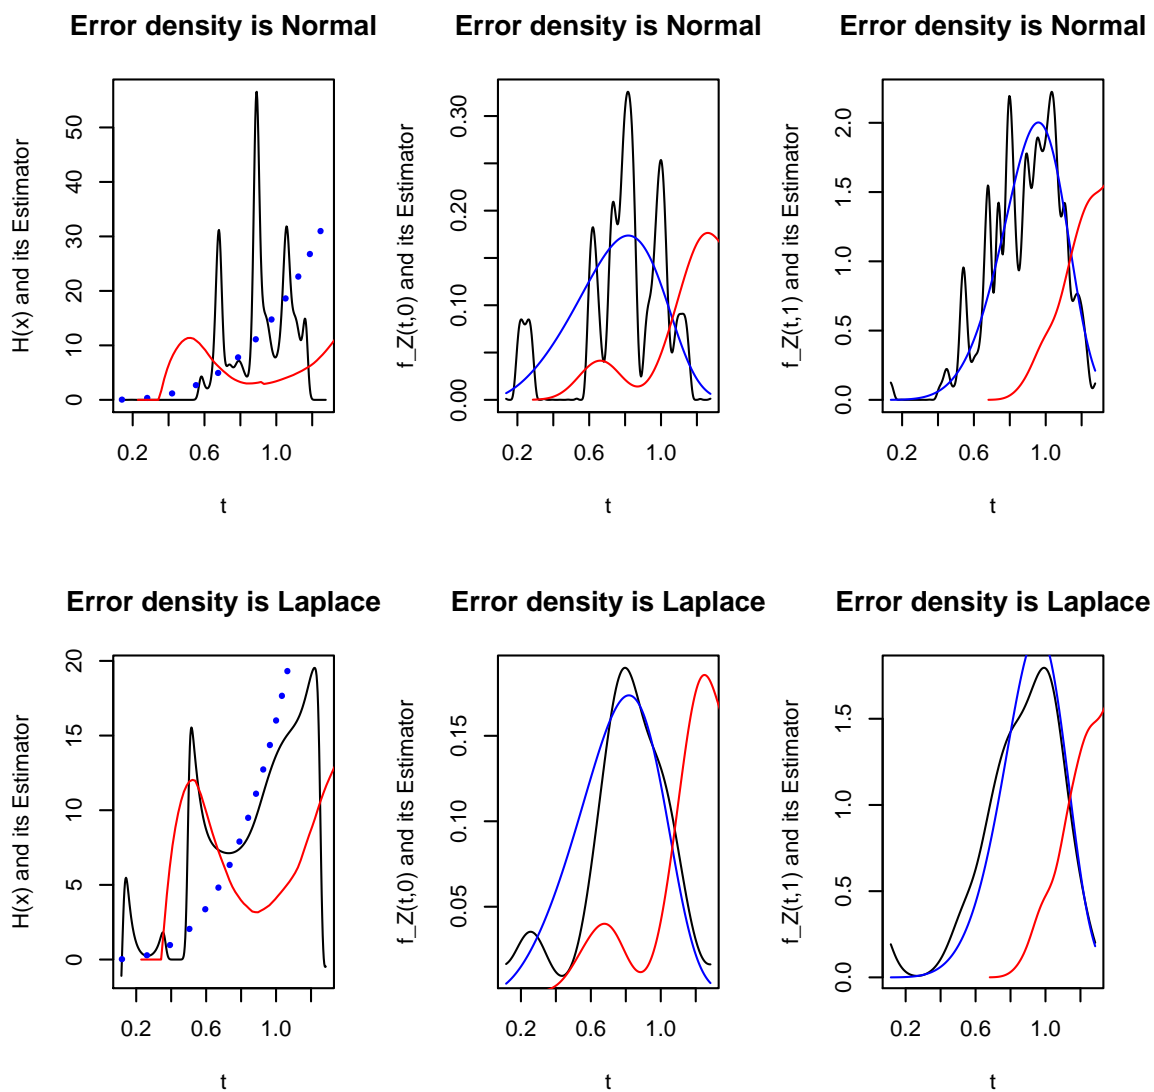 Error density is Normal
H(x) and its Estimator
0 10 20 30 40 50
0.2 0.6 1.0
t
Error density is Normal
f_Z(t,0) and its Estimator
0.00 0.10 0.20 0.30
0.2 0.6 1.0
t
Error density is Normal
f_Z(t,1) and its Estimator
0.0 0.5 1.0 1.5 2.0
0.2 0.6 1.0
t
Error density is Laplace
H(x) and its Estimator
0 5 10 15 20
0.2 0.6 1.0
t
Error density is Laplace
f_Z(t,0) and its Estimator
0.05 0.10 0.15
0.2 0.6 1.0
t
Error density is Laplace
f_Z(t,1) and its Estimator
0.0 0.5 1.0 1.5
0.2 0.6 1.0
t